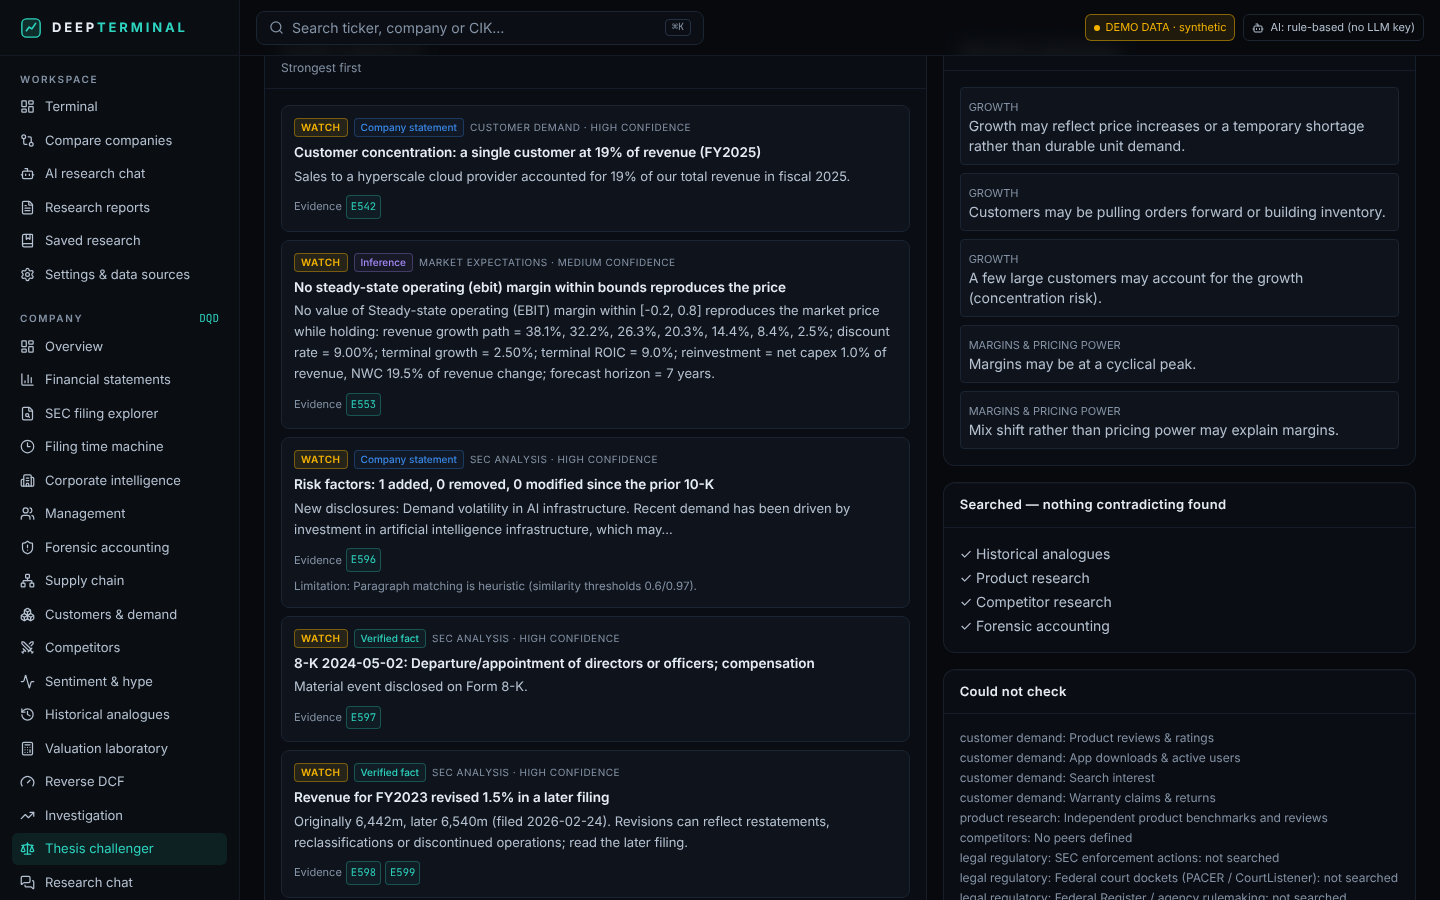 DEEPTERMINAL
Search ticker, company or CIK...
⌘K
DEMO DATA · synthetic
AI: rule-based (no LLM key)
WORKSPACE
Terminal
Compare companies
AI research chat
Research reports
Saved research
Settings & data sources
COMPANY
DQD
Overview
Financial statements
SEC filing explorer
Filing time machine
Corporate intelligence
Management
Forensic accounting
Supply chain
Customers & demand
Competitors
Sentiment & hype
Historical analogues
Valuation laboratory
Reverse DCF
Investigation
Thesis challenger
Research chat
Strongest first
WATCH Company statement CUSTOMER DEMAND · HIGH CONFIDENCE
Customer concentration: a single customer at 19% of revenue (FY2025)
Sales to a hyperscale cloud provider accounted for 19% of our total revenue in fiscal 2025.
Evidence E542
WATCH Inference MARKET EXPECTATIONS · MEDIUM CONFIDENCE
No steady-state operating (ebit) margin within bounds reproduces the price
No value of Steady-state operating (EBIT) margin within [-0.2, 0.8] reproduces the market price
while holding: revenue growth path = 38.1%, 32.2%, 26.3%, 20.3%, 14.4%, 8.4%, 2.5%; discount
rate = 9.00%; terminal growth = 2.50%; terminal ROIC = 9.0%; reinvestment = net capex 1.0% of
revenue, NWC 19.5% of revenue change; forecast horizon = 7 years.
Evidence E553
WATCH Company statement SEC ANALYSIS · HIGH CONFIDENCE
Risk factors: 1 added, 0 removed, 0 modified since the prior 10-K
New disclosures: Demand volatility in AI infrastructure. Recent demand has been driven by
investment in artificial intelligence infrastructure, which may...
Evidence E596
Limitation: Paragraph matching is heuristic (similarity thresholds 0.6/0.97).
WATCH Verified fact SEC ANALYSIS · HIGH CONFIDENCE
8-K 2024-05-02: Departure/appointment of directors or officers; compensation
Material event disclosed on Form 8-K.
Evidence E597
WATCH Verified fact SEC ANALYSIS · HIGH CONFIDENCE
Revenue for FY2023 revised 1.5% in a later filing
Originally 6,442m, later 6,540m (filed 2026-02-24). Revisions can reflect restatements,
reclassifications or discontinued operations; read the later filing.
Evidence E598 E599
GROWTH
Growth may reflect price increases or a temporary shortage
rather than durable unit demand.
GROWTH
Customers may be pulling orders forward or building inventory.
GROWTH
A few large customers may account for the growth
(concentration risk).
MARGINS & PRICING POWER
Margins may be at a cyclical peak.
MARGINS & PRICING POWER
Mix shift rather than pricing power may explain margins.
Searched — nothing contradicting found
✓ Historical analogues
✓ Product research
✓ Competitor research
✓ Forensic accounting
Could not check
customer demand: Product reviews & ratings
customer demand: App downloads & active users
customer demand: Search interest
customer demand: Warranty claims & returns
product research: Independent product benchmarks and reviews
competitors: No peers defined
legal regulatory: SEC enforcement actions: not searched
legal regulatory: Federal court dockets (PACER / CourtListener): not searched
legal regulatory: Federal Register / agency rulemaking: not searched